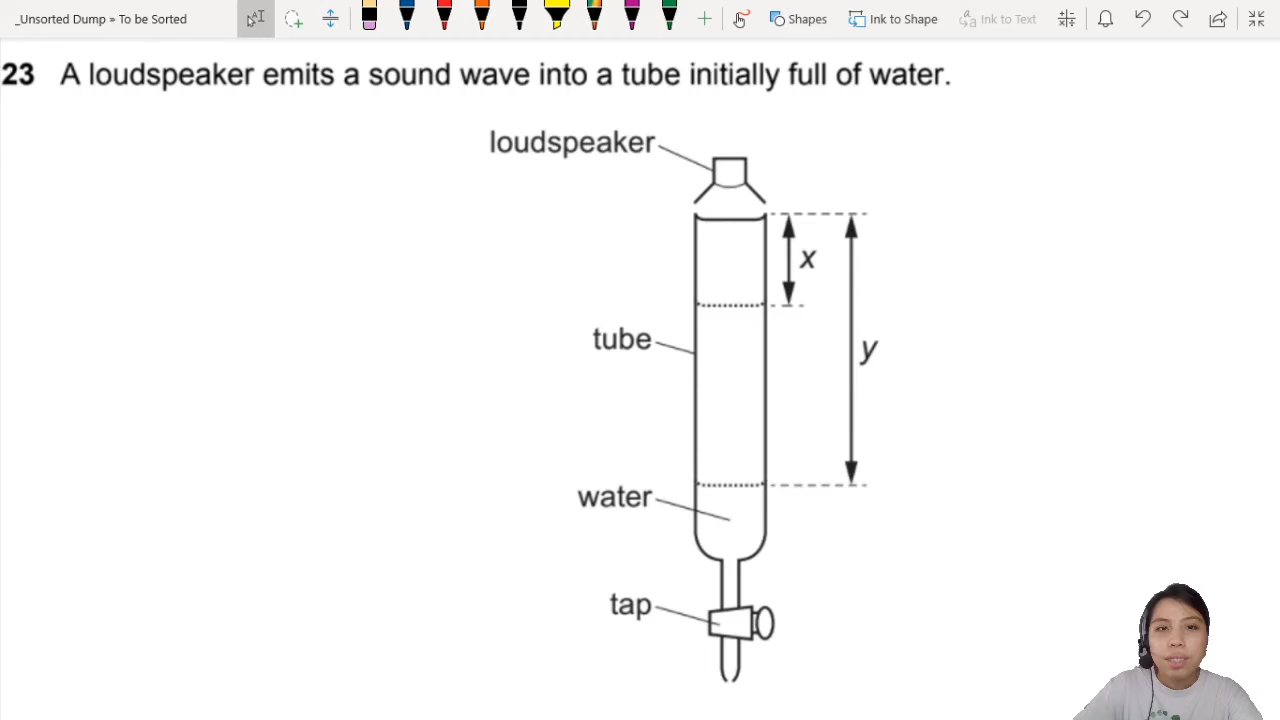 _Unsorted Dump » To be Sorted
Shapes
Ink to Shape
Ink to Text
23 A loudspeaker emits a sound wave into a tube initially full of water.
loudspeaker
x
tube
y
water
tap